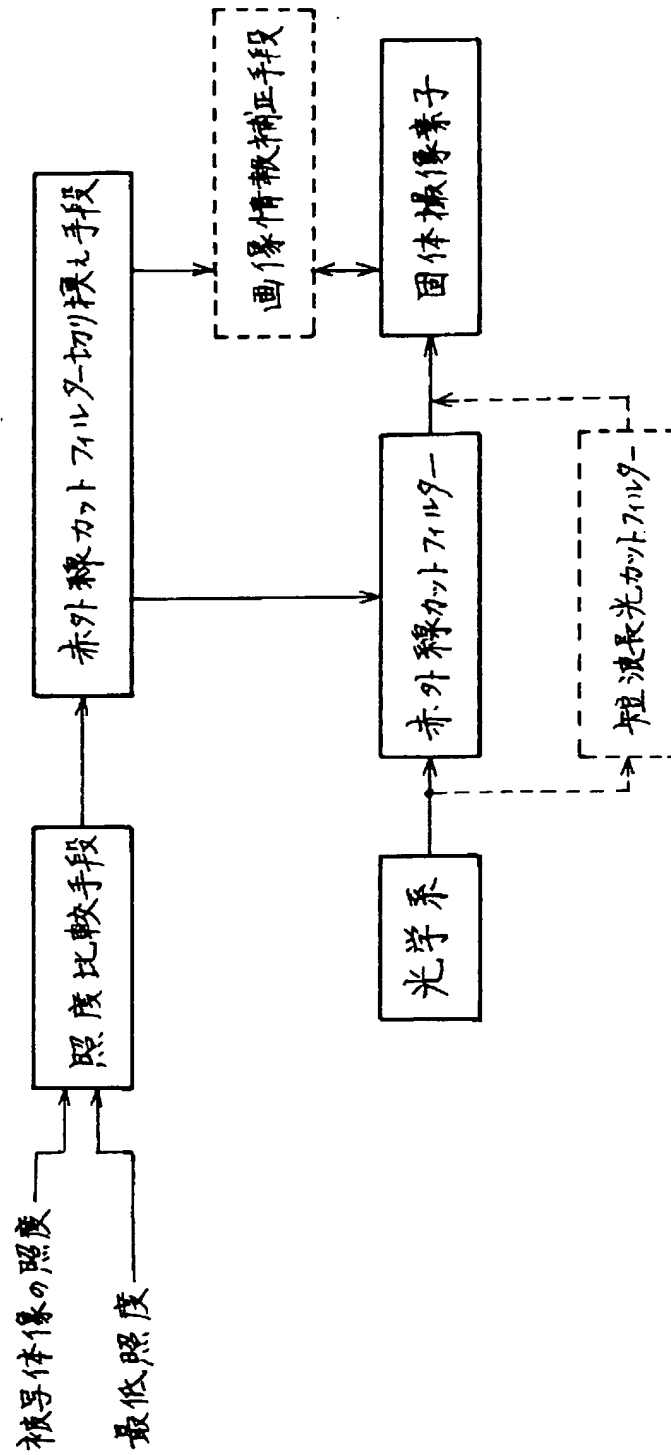 被写体像の照度
最低照度
照度比較手段
赤外線カットフィルター切り換え手段
画像情報補正手段
光学系
赤外線カットフィルター
固体撮像素子
短波長光カットフィルター